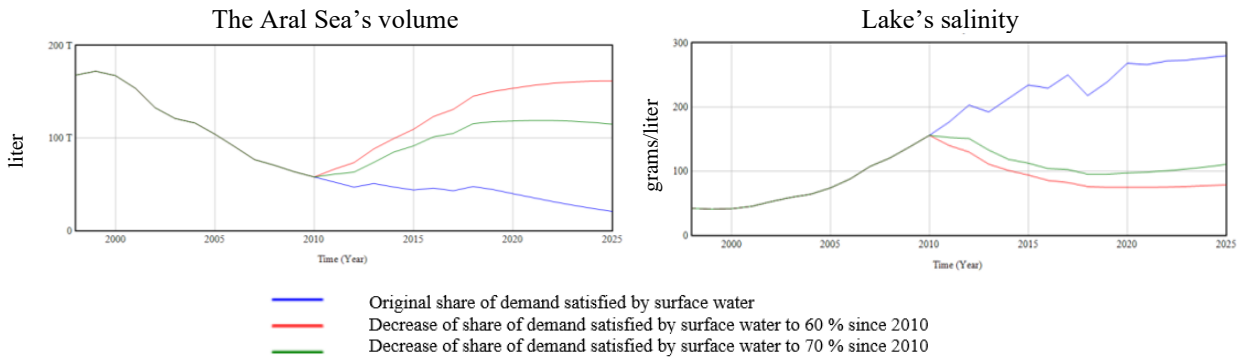 The Aral Sea's volume
Lake's salinity
200 T
100 T
0
liter
2000
2005
2010
2015
2020
2025
Time (Year)
300
200
100
0
grams/liter
2000
2005
2010
2015
2020
2025
Time (Year)
Original share of demand satisfied by surface water
Decrease of share of demand satisfied by surface water to 60 % since 2010
Decrease of share of demand satisfied by surface water to 70 % since 2010